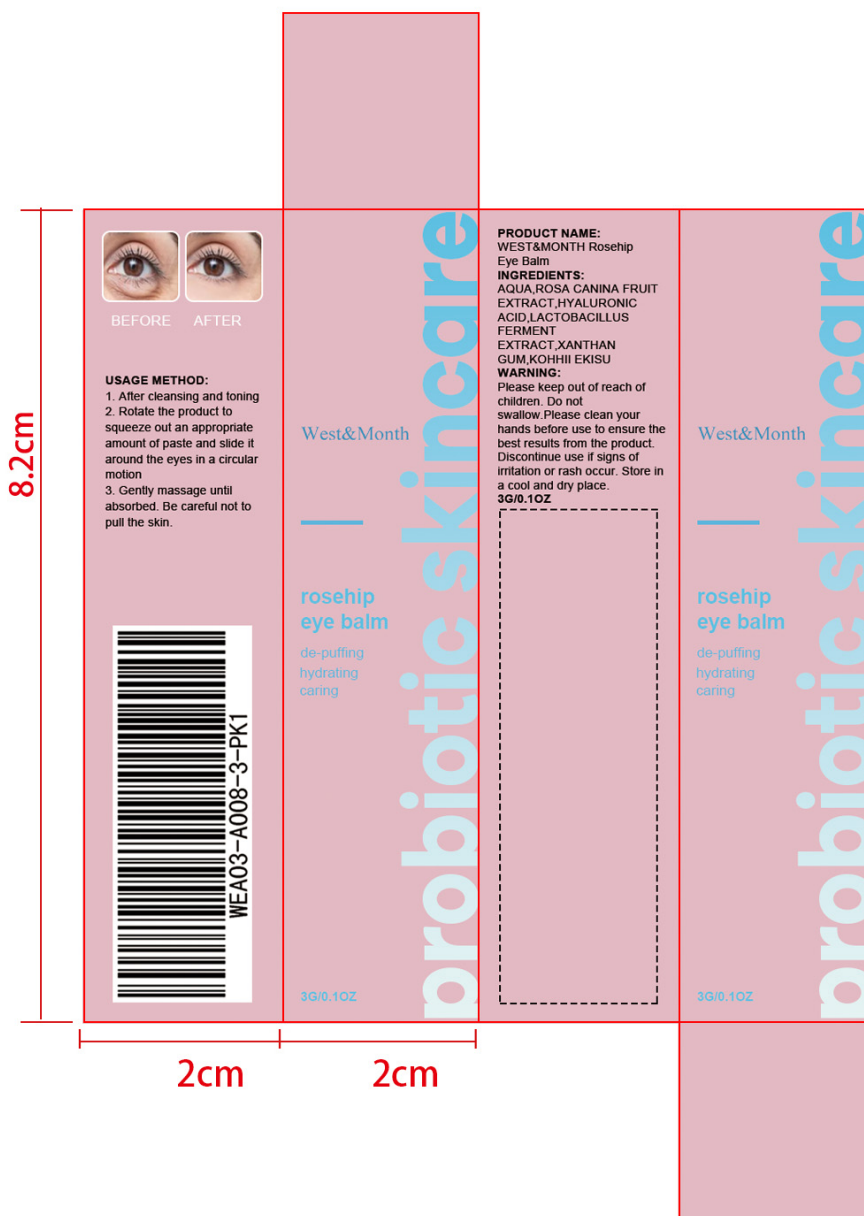 BEFORE AFTER
USAGE METHOD:
1. After cleansing and toning
2. Rotate the product to
squeeze out an appropriate
amount of paste and slide it
around the eyes in a circular
motion
3. Gently massage until
absorbed. Be careful not to
pull the skin.
WEA03-A008-3-PK1
8.2cm
2cm
2cm
West&Month
rosehip
eye balm
de-puffing
hydrating
caring
3G/0.1OZ
probiotic skincare
PRODUCT NAME:
WEST&MONTH Rosehip
Eye Balm
INGREDIENTS:
AQUA,ROSA CANINA FRUIT
EXTRACT,HYALURONIC
ACID,LACTOBACILLUS
FERMENT
EXTRACT,XANTHAN
GUM,KOHHII EKISU
WARNING:
Please keep out of reach of
children. Do not
swallow.Please clean your
hands before use to ensure the
best results from the product.
Discontinue use if signs of
irritation or rash occur. Store in
a cool and dry place.
3G/0.1OZ
West&Month
rosehip
eye balm
de-puffing
hydrating
caring
3G/0.1OZ
probiotic skincare